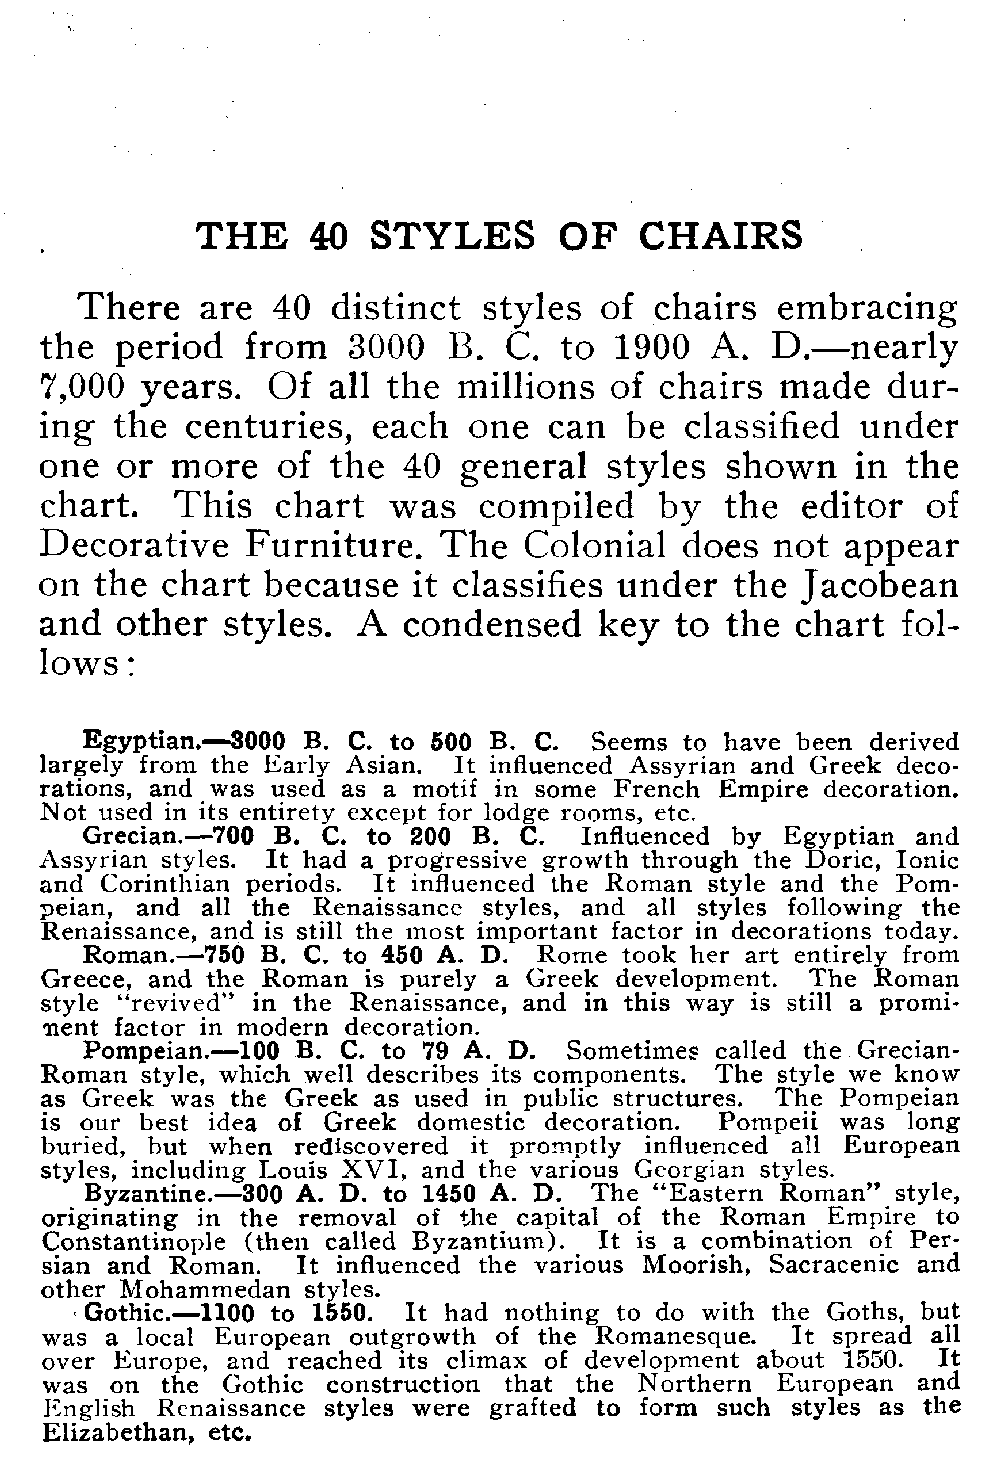 THE 40 STYLES OF CHAIRS
There are 40 distinct styles of chairs embracing
the period from 3000 B. C. to 1900 A. D.—nearly
7,000 years. Of all the millions of chairs made dur-
ing the centuries, each one can be classified under
one or more of the 40 general styles shown in the
chart. This chart was compiled by the editor of
Decorative Furniture. The Colonial does not appear
on the chart because it classifies under the Jacobean
and other styles. A condensed key to the chart fol-
lows:
Egyptian.—3000 B. C. to 500 B. C. Seems to have been derived
largely from the Early Asian. It influenced Assyrian and Greek deco-
rations, and was used as a motif in some French Empire decoration.
Not used in its entirety except for lodge rooms, etc.
Grecian.—700 B. C. to 200 B. C. Influenced by Egyptian and
Assyrian styles. It had a progressive growth through the Doric, Ionic
and Corinthian periods. It influenced the Roman style and the Pom-
peian, and all the Renaissance styles, and all styles following the
Renaissance, and is still the most important factor in decorations today.
Roman.—750 B. C. to 450 A. D. Rome took her art entirely from
Greece, and the Roman is purely a Greek development. The Roman
style “revived” in the Renaissance, and in this way is still a promi-
nent factor in modern decoration.
Pompeian.—100 B. C. to 79 A. D. Sometimes called the Grecian-
Roman style, which well describes its components. The style we know
as Greek was the Greek as used in public structures. The Pompeian
is our best idea of Greek domestic decoration. Pompeii was long
buried, but when rediscovered it promptly influenced all European
styles, including Louis XVI, and the various Georgian styles.
Byzantine.—300 A. D. to 1450 A. D. The “Eastern Roman” style,
originating in the removal of the capital of the Roman Empire to
Constantinople (then called Byzantium). It is a combination of Per-
sian and Roman. It influenced the various Moorish, Sacracenic and
other Mohammedan styles.
Gothic.—1100 to 1550. It had nothing to do with the Goths, but
was a local European outgrowth of the Romanesque. It spread all
over Europe, and reached its climax of development about 1550. It
was on the Gothic construction that the Northern European and
English Renaissance styles were grafted to form such styles as the
Elizabethan, etc.